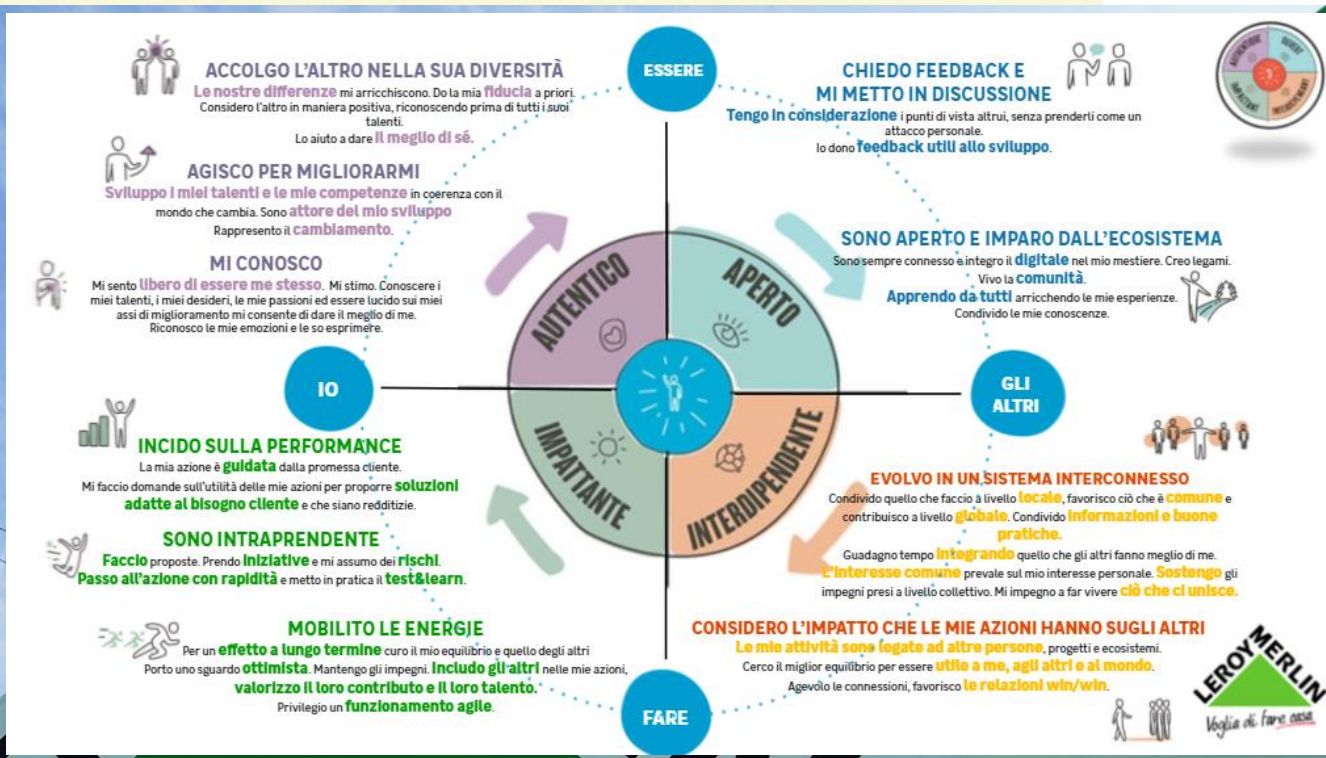 ESSERE
ACCOLGO L'ALTRO NELLA SUA DIVERSITÀ
Le nostre differenze mi arricchiscono. Do la mia fiducia a priori.
Considero l'altro in maniera positiva, riconoscendo prima di tutti i suoi
talenti.
Lo aiuto a dare il meglio di sé.
AGISCO PER MIGLIORARMI
Sviluppo i miei talenti e le mie competenze in coerenza con il
mondo che cambia. Sono attore del mio sviluppo
Rappresento il cambiamento.
MI CONOSCO
Mi sento libero di essere me stesso. Mi stimo. Conoscere i
miei talenti, i miei desideri, le mie passioni ed essere lucido sui miei
assi di miglioramento mi consente di dare il meglio di me.
Riconosco le mie emozioni e le so esprimere.
CHIEDO FEEDBACK E
MI METTO IN DISCUSSIONE
Tengo in considerazione i punti di vista altrui, senza prenderli come un
attacco personale.
Io dono feedback utili allo sviluppo.
SONO APERTO E IMPARO DALL'ECOSISTEMA
Sono sempre connesso e integro il digitale nel mio mestiere. Creo legami.
Vivo la comunità.
Apprendo da tutti arricchendo le mie esperienze.
Condivido le mie conoscenze.
AUTHENTIQUE
OUVERT
IMPACTANT
INTERDÉPENDANT
AUTENTICO
APERTO
IMPATTANTE
INTERDIPENDENTE
IO
GLI
ALTRI
INCIDO SULLA PERFORMANCE
La mia azione è guidata dalla promessa cliente.
Mi faccio domande sull'utilità delle mie azioni per proporre soluzioni
adatte al bisogno cliente e che siano redditizie.
SONO INTRAPRENDENTE
Faccio proposte. Prendo iniziative e mi assumo dei rischi.
Passo all'azione con rapidità e metto in pratica il test&learn.
MOBILITO LE ENERGIE
Per un effetto a lungo termine curo il mio equilibrio e quello degli altri
Porto uno sguardo ottimista. Mantengo gli impegni. Includo gli altri nelle mie azioni,
valorizzo il loro contributo e il loro talento.
Privilegio un funzionamento agile.
EVOLVO IN UN SISTEMA INTERCONNESSO
Condivido quello che faccio a livello locale, favorisco ciò che è comune e
contribuisco a livello globale. Condivido informazioni e buone
pratiche.
Guadagno tempo integrando quello che gli altri fanno meglio di me.
L'interesse comune prevale sul mio interesse personale. Sostengo gli
impegni presi a livello collettivo. Mi impegno a far vivere ciò che ci unisce.
CONSIDERO L'IMPATTO CHE LE MIE AZIONI HANNO SUGLI ALTRI
Le mie attività sono legate ad altre persone, progetti e ecosistemi.
Cerco il miglior equilibrio per essere utile a me, agli altri e al mondo.
Agevolo le connessioni, favorisco le relazioni win/win.
FARE
LEROY MERLIN
Voglia di fare casa